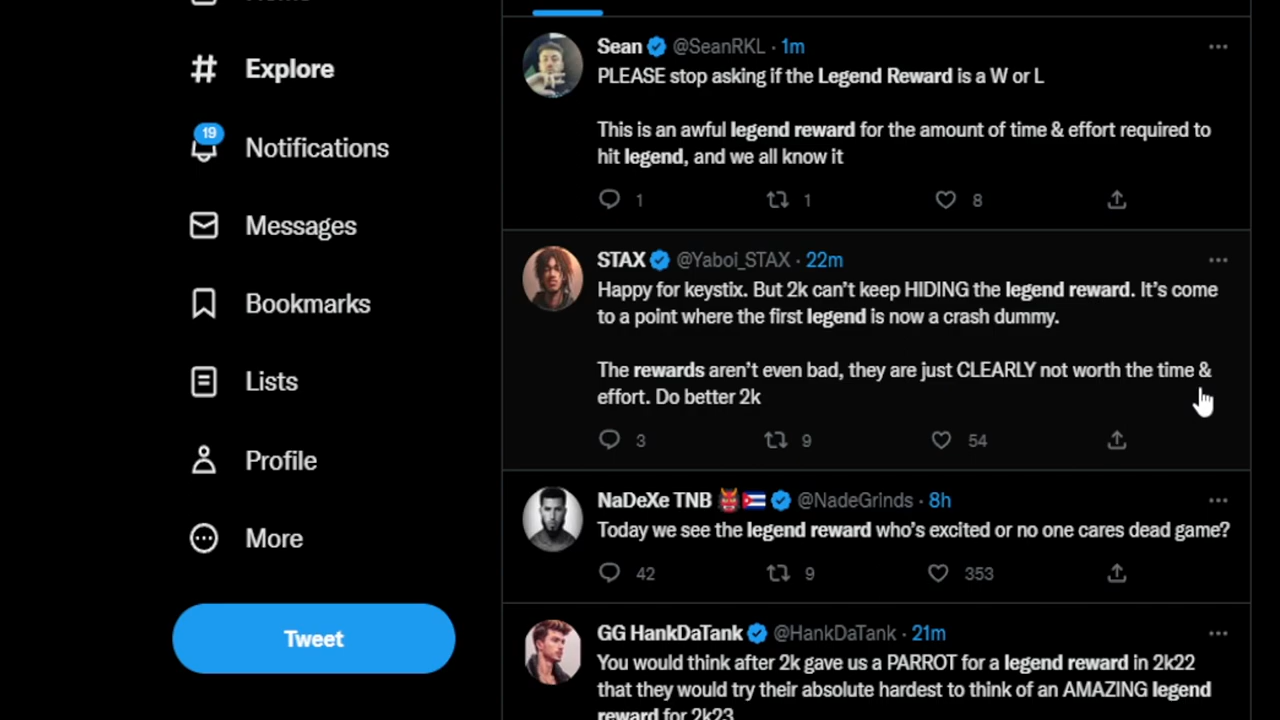 Explore
19
Notifications
Messages
Bookmarks
Lists
Profile
More
Tweet
Sean @SeanRKL · 1m
PLEASE stop asking if the Legend Reward is a W or L
This is an awful legend reward for the amount of time & effort required to
hit legend, and we all know it
1 1 8
STAX @Yaboi_STAX · 22m
Happy for keystix. But 2k can't keep HIDING the legend reward. It's come
to a point where the first legend is now a crash dummy.
The rewards aren't even bad, they are just CLEARLY not worth the time &
effort. Do better 2k
3 9 54
NaDeXe TNB 👹🇨🇺 @NadeGrinds · 8h
Today we see the legend reward who's excited or no one cares dead game?
42 9 353
GG HankDaTank @HankDaTank · 21m
You would think after 2k gave us a PARROT for a legend reward in 2k22
that they would try their absolute hardest to think of an AMAZING legend
reward for 2k23